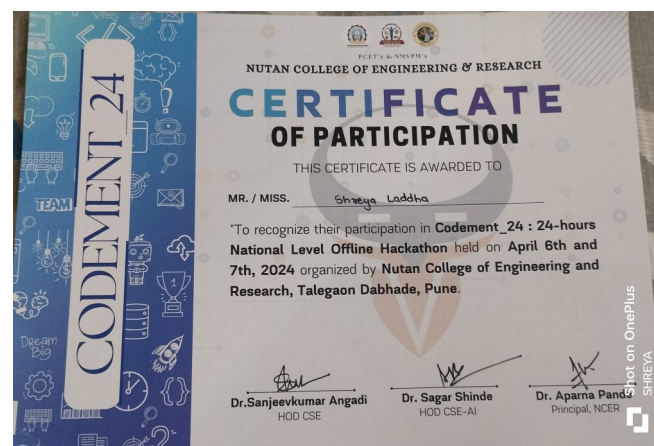 PCET's & NMVPM's
NUTAN COLLEGE OF ENGINEERING & RESEARCH
CERTIFICATE
OF PARTICIPATION
THIS CERTIFICATE IS AWARDED TO
MR. / MISS. Shreya Laddha
"To recognize their participation in Codement_24 : 24-hours
National Level Offline Hackathon held on April 6th and
7th, 2024 organized by Nutan College of Engineering and
Research, Talegaon Dabhade, Pune.
Dr.Sanjeevkumar Angadi
HOD CSE
Dr. Sagar Shinde
HOD CSE-AI
Dr. Aparna
Principal, NCER
CODEMENT_24
TEAM
Dream
Big
1
Shot on OnePlus
SHREYA